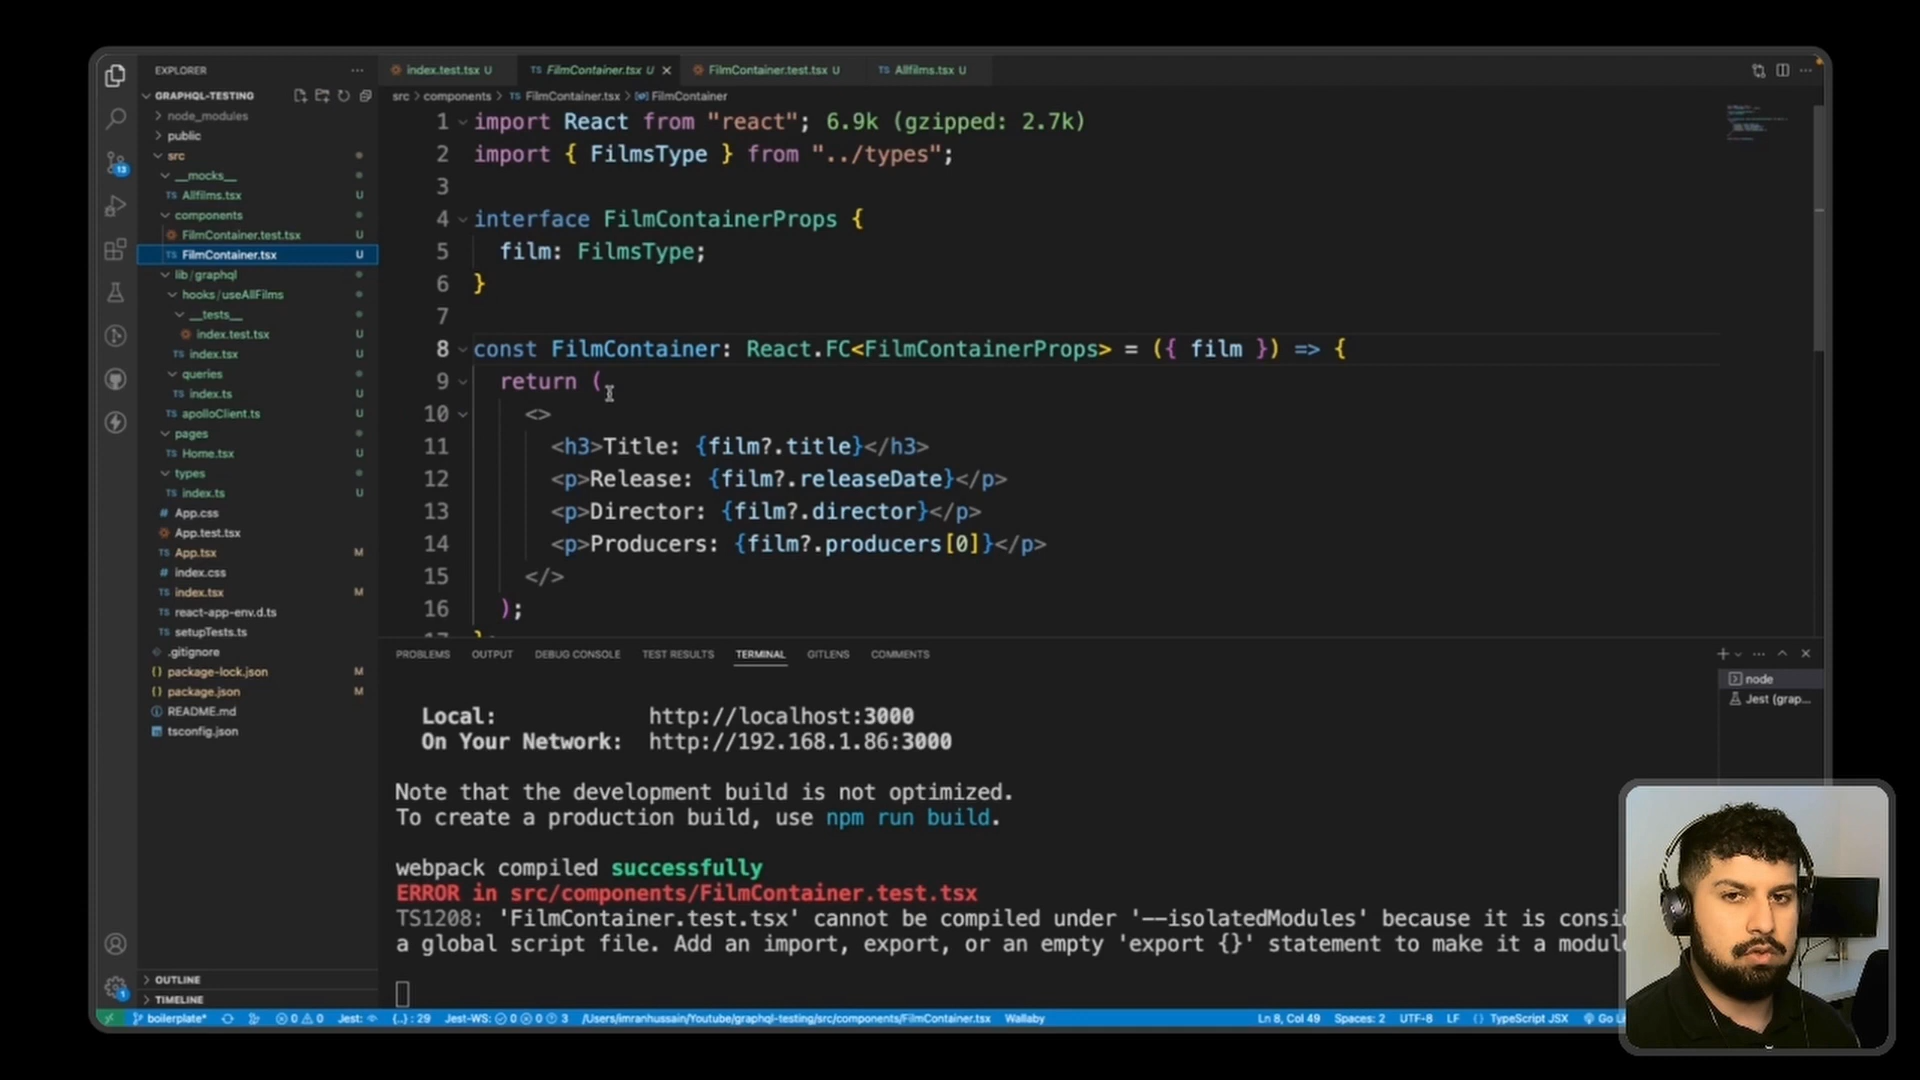 EXPLORER
GRAPHQL-TESTING
node_modules
public
src
__mocks__
Allfilms.tsx U
components
FilmContainer.test.tsx U
FilmContainer.tsx U
lib/graphql
hooks/useAllFilms
__tests__
index.test.tsx U
index.tsx U
queries
index.ts U
apolloClient.ts U
pages
Home.tsx U
types
index.ts U
App.css
App.test.tsx
App.tsx M
index.css
index.tsx M
react-app-env.d.ts
setupTests.ts
.gitignore
package-lock.json M
package.json M
README.md
tsconfig.json
OUTLINE
TIMELINE
13
1
index.test.tsx U
FilmContainer.tsx U
FilmContainer.test.tsx U
Allfilms.tsx U
src > components > FilmContainer.tsx > FilmContainer
1 import React from "react"; 6.9k (gzipped: 2.7k)
2 import { FilmsType } from "../types";
3
4 interface FilmContainerProps {
5 film: FilmsType;
6 }
7
8 const FilmContainer: React.FC<FilmContainerProps> = ({ film }) => {
9 return (
10 <>
11 <h3>Title: {film?.title}</h3>
12 <p>Release: {film?.releaseDate}</p>
13 <p>Director: {film?.director}</p>
14 <p>Producers: {film?.producers[0]}</p>
15 </>
16 );
PROBLEMS OUTPUT DEBUG CONSOLE TEST RESULTS TERMINAL GITLENS COMMENTS
node
Jest (grap...
Local: http://localhost:3000
On Your Network: http://192.168.1.86:3000
Note that the development build is not optimized.
To create a production build, use npm run build.
webpack compiled successfully
ERROR in src/components/FilmContainer.test.tsx
TS1208: 'FilmContainer.test.tsx' cannot be compiled under '--isolatedModules' because it is consi
a global script file. Add an import, export, or an empty 'export {}' statement to make it a modul
boilerplate* 0 0 Jest: {..} : 29 Jest-WS: 0 0 3 /Users/imranhussain/Youtube/graphql-testing/src/components/FilmContainer.tsx Wallaby Ln 8, Col 49 Spaces: 2 UTF-8 LF TypeScript JSX Go Li